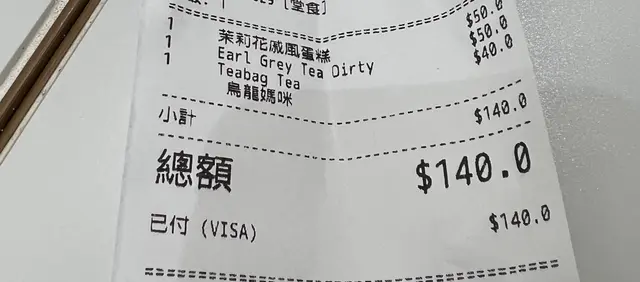 [堂食]
1 茉莉花戚風蛋糕 $50.0
1 Earl Grey Tea Dirty $50.0
1 Teabag Tea $40.0
烏龍媽咪
小計 $140.0
總額 $140.0
已付 (VISA) $140.0